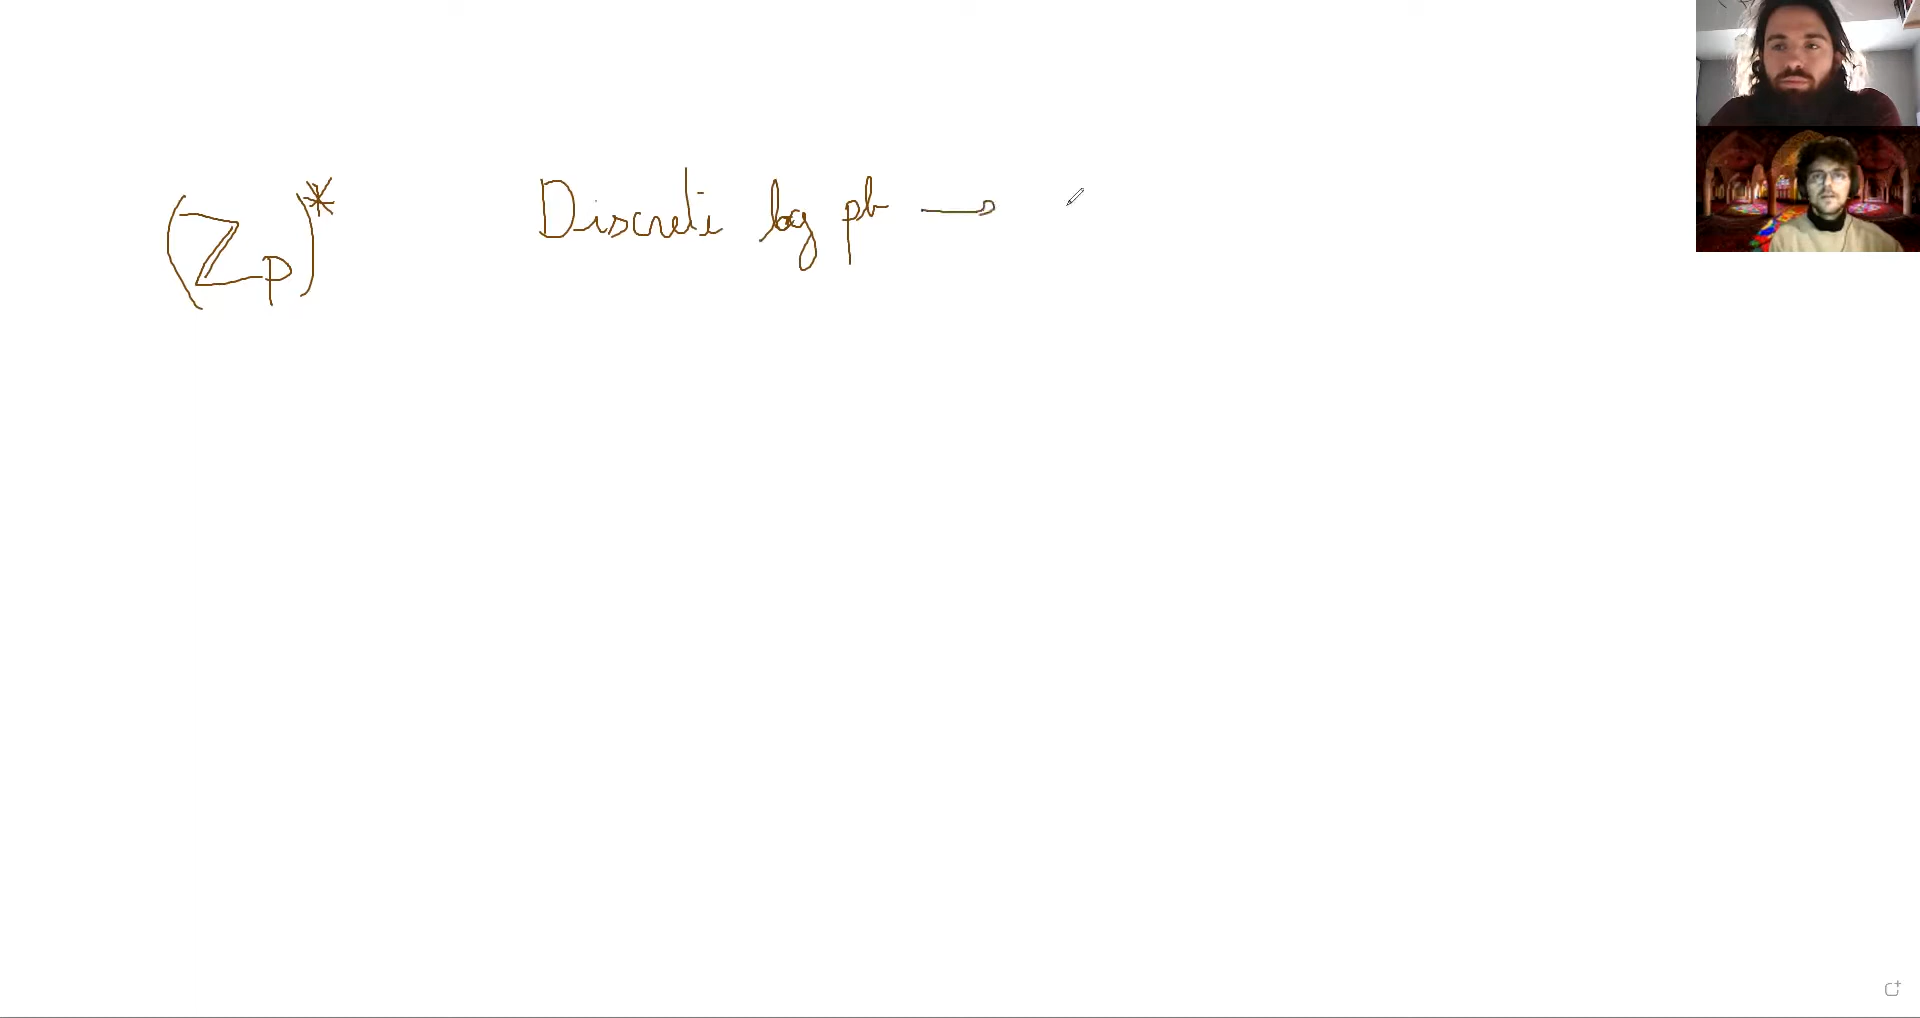 (ℤp)* Discrete log pb →